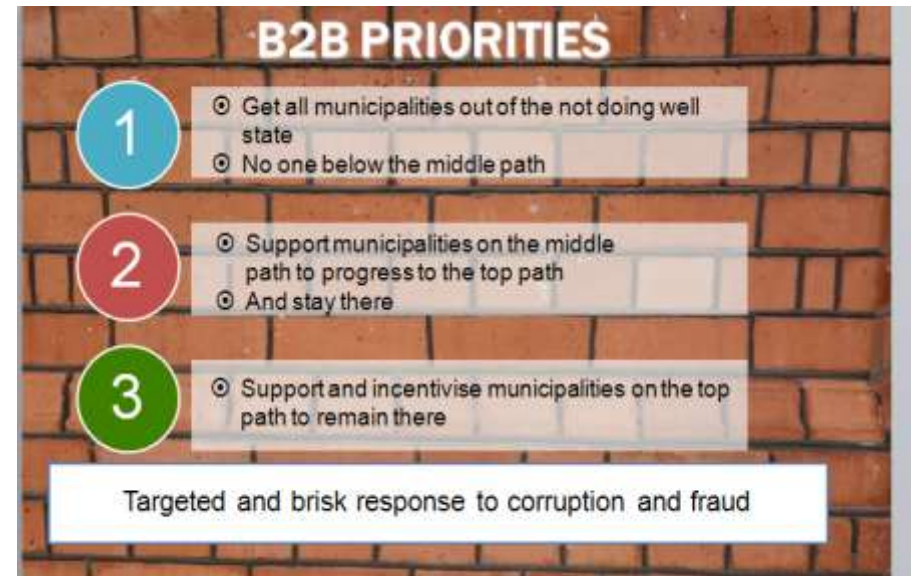 B2B PRIORITIES
1
Get all municipalities out of the not doing well
state
No one below the middle path
2
Support municipalities on the middle
path to progress to the top path
And stay there
3
Support and incentivise municipalities on the top
path to remain there
Targeted and brisk response to corruption and fraud